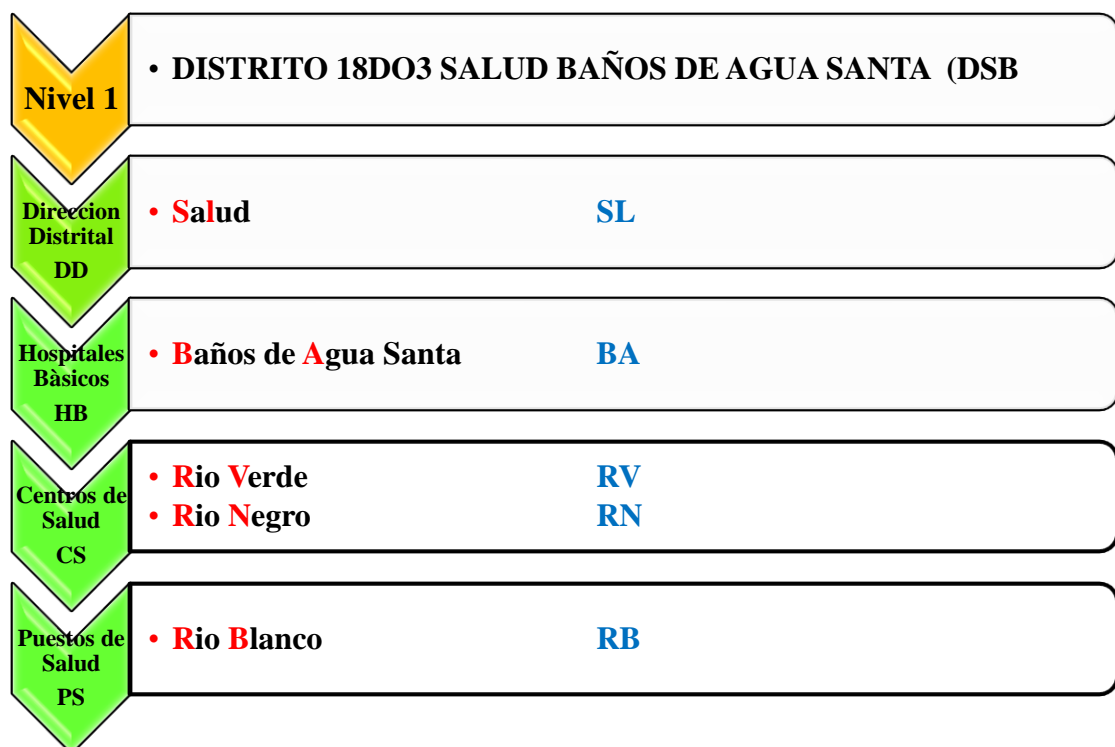 Nivel 1
• DISTRITO 18DO3 SALUD BAÑOS DE AGUA SANTA (DSB
Direccion
Distrital
DD
• Salud SL
Hospitales
Bàsicos
HB
• Baños de Agua Santa BA
Centros de
Salud
CS
• Rio Verde RV
• Rio Negro RN
Puestos de
Salud
PS
• Rio Blanco RB